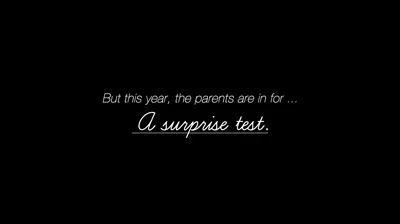 But this year, the parents are in for ...
A surprise test.